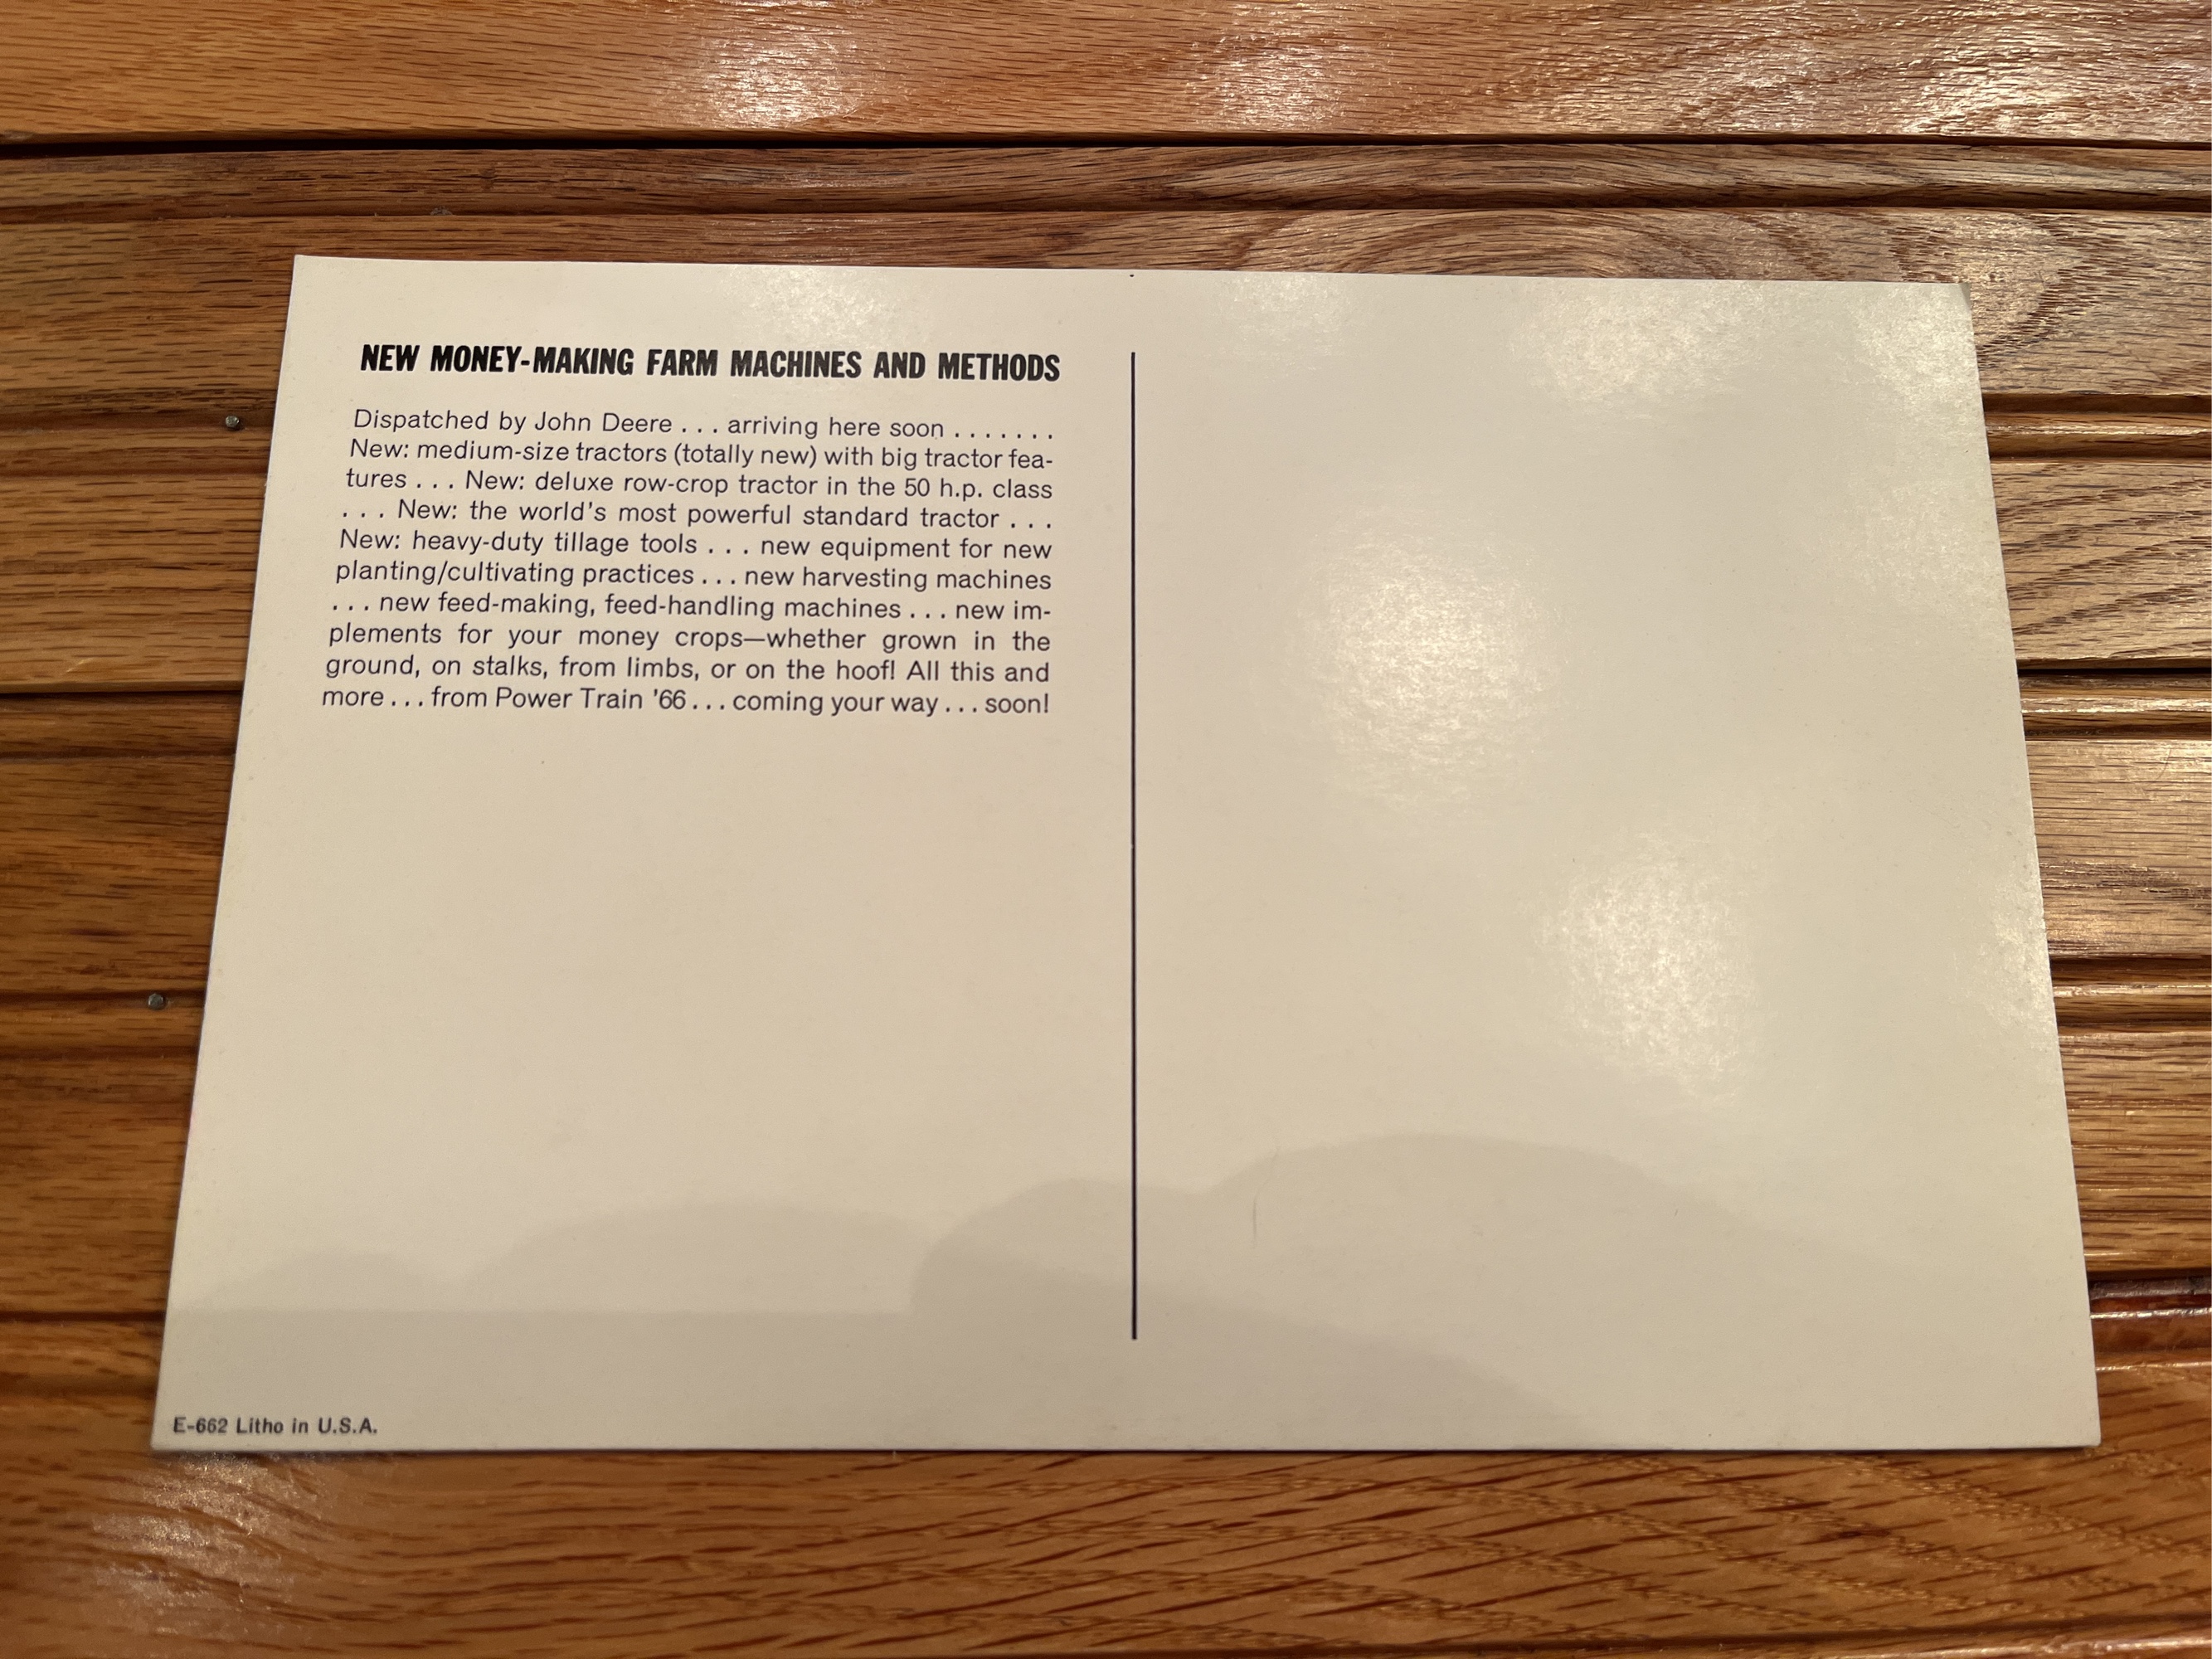 NEW MONEY-MAKING FARM MACHINES AND METHODS
Dispatched by John Deere . . . arriving here soon . . . . . . .
New: medium-size tractors (totally new) with big tractor fea-
tures . . . New: deluxe row-crop tractor in the 50 h.p. class
. . . New: the world's most powerful standard tractor . . .
New: heavy-duty tillage tools . . . new equipment for new
planting/cultivating practices . . . new harvesting machines
. . . new feed-making, feed-handling machines . . . new im-
plements for your money crops—whether grown in the
ground, on stalks, from limbs, or on the hoof! All this and
more . . . from Power Train '66 . . . coming your way . . . soon!
E-662 Litho in U.S.A.